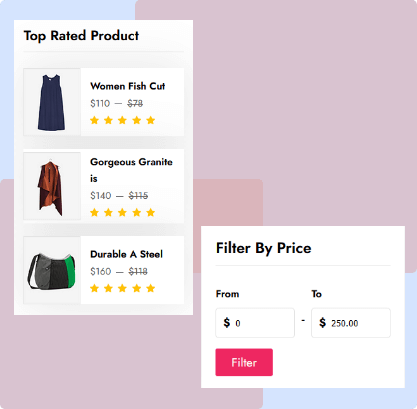 Top Rated Product
Women Fish Cut
$110 — $78
Gorgeous Granite
is
$140 — $115
Durable A Steel
$160 — $118
Filter By Price
From To
$ 0 - $ 250.00
Filter